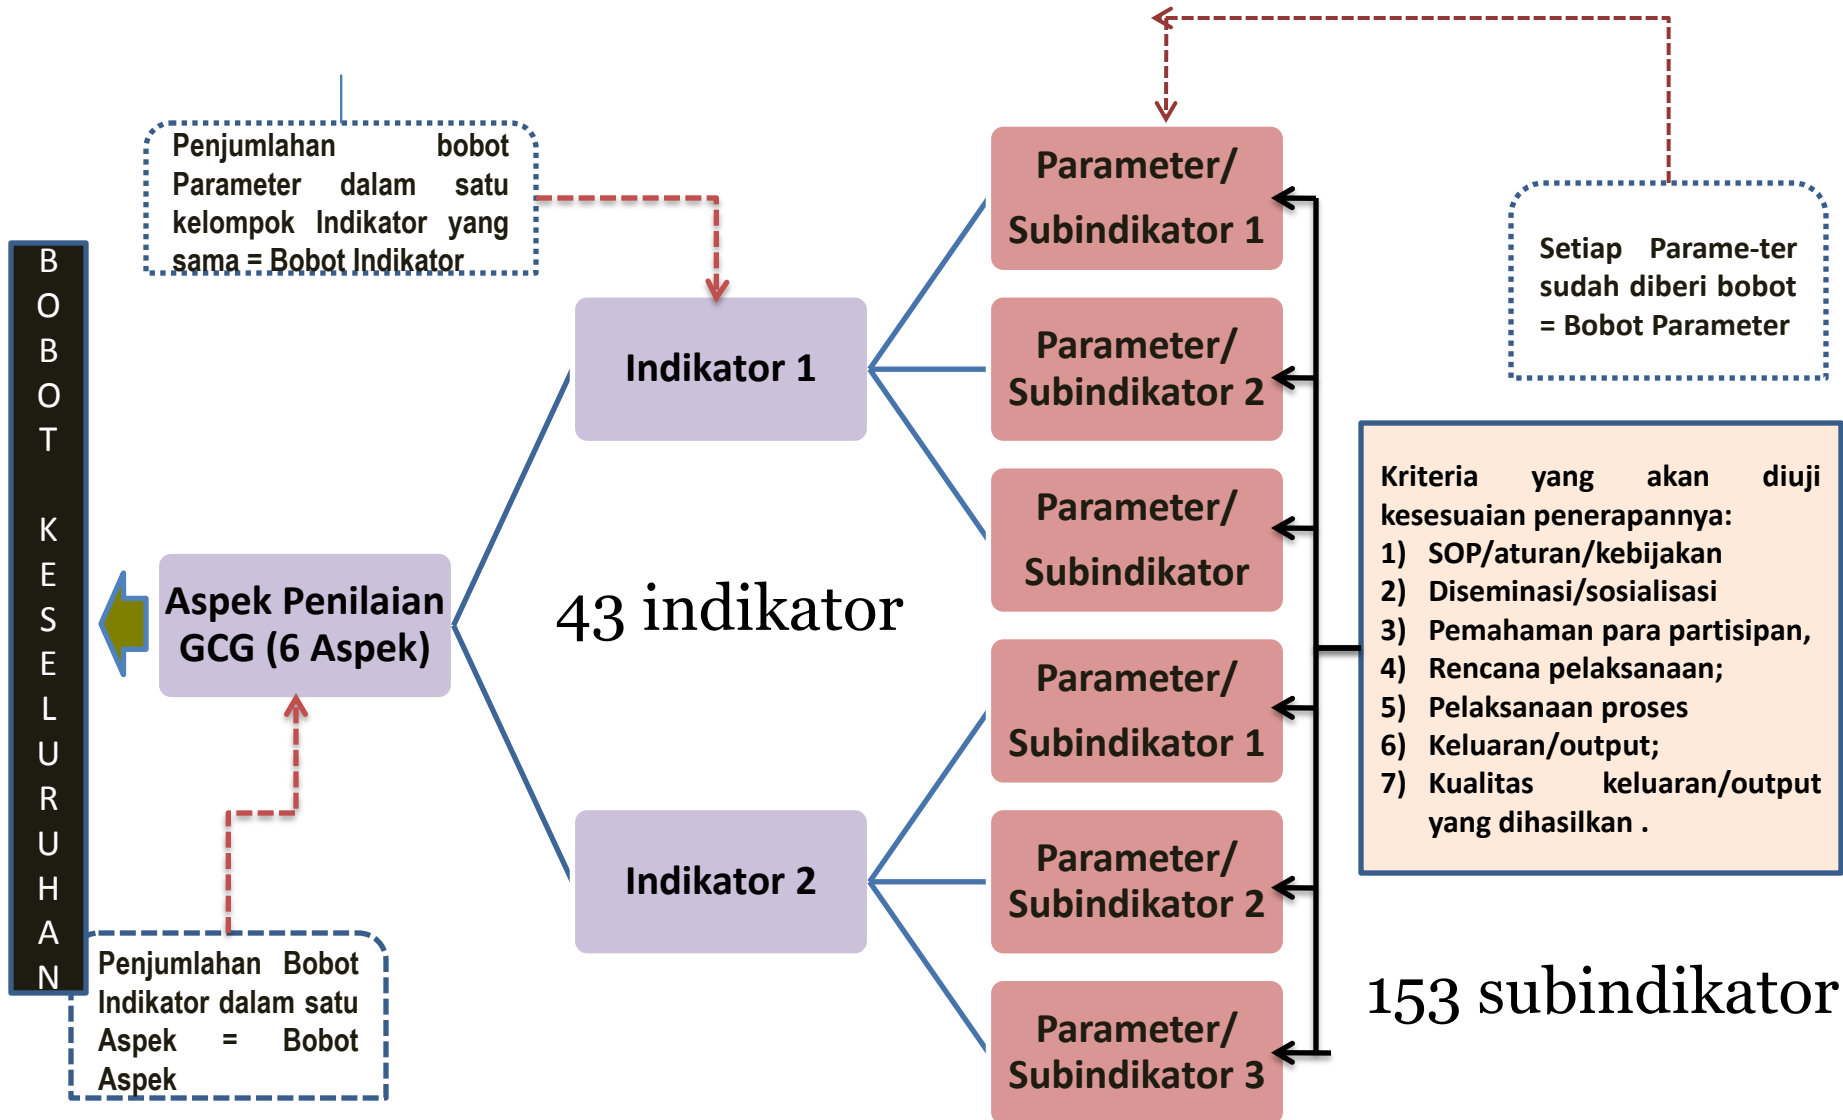 Penjumlahan bobot
Parameter dalam satu
kelompok Indikator yang
sama = Bobot Indikator
BOBOT KESELURUHAN
Aspek Penilaian
GCG (6 Aspek)
Penjumlahan Bobot
Indikator dalam satu
Aspek = Bobot
Aspek
Indikator 1
43 indikator
Indikator 2
Parameter/
Subindikator 1
Parameter/
Subindikator 2
Parameter/
Subindikator
Parameter/
Subindikator 1
Parameter/
Subindikator 2
Parameter/
Subindikator 3
Setiap Parame-ter
sudah diberi bobot
= Bobot Parameter
Kriteria yang akan diuji
kesesuaian penerapannya:
1) SOP/aturan/kebijakan
2) Diseminasi/sosialisasi
3) Pemahaman para partisipan,
4) Rencana pelaksanaan;
5) Pelaksanaan proses
6) Keluaran/output;
7) Kualitas keluaran/output
yang dihasilkan .
153 subindikator